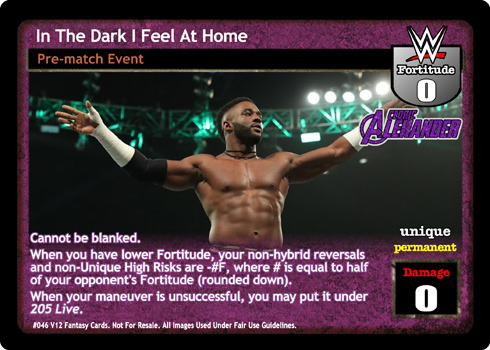 In The Dark I Feel At Home
Pre-match Event
W
Fortitude
0
CEDRIC
ALEXANDER
unique
permanent
Damage
0
Cannot be blanked.
When you have lower Fortitude, your non-hybrid reversals
and non-Unique High Risks are -#F, where # is equal to half
of your opponent's Fortitude (rounded down).
When your maneuver is unsuccessful, you may put it under
205 Live.
#046 V12 Fantasy Cards. Not For Resale. All Images Used Under Fair Use Guidelines.